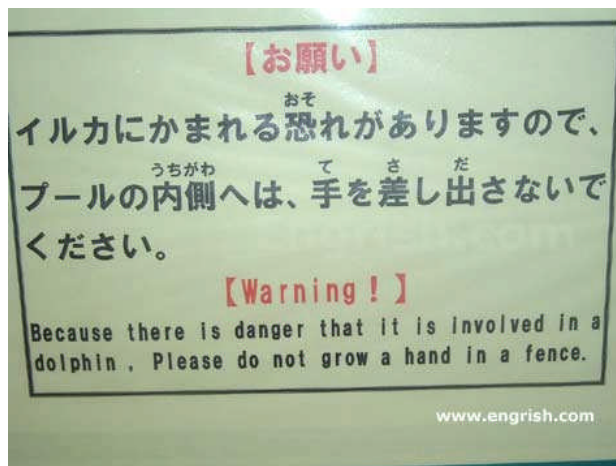 【お願い】
おそ
イルカにかまれる恐れがありますので、
うちがわ て さ だ
プールの内側へは、手を差し出さないで
ください。
【Warning!】
Because there is danger that it is involved in a
dolphin , Please do not grow a hand in a fence.
www.engrish.com